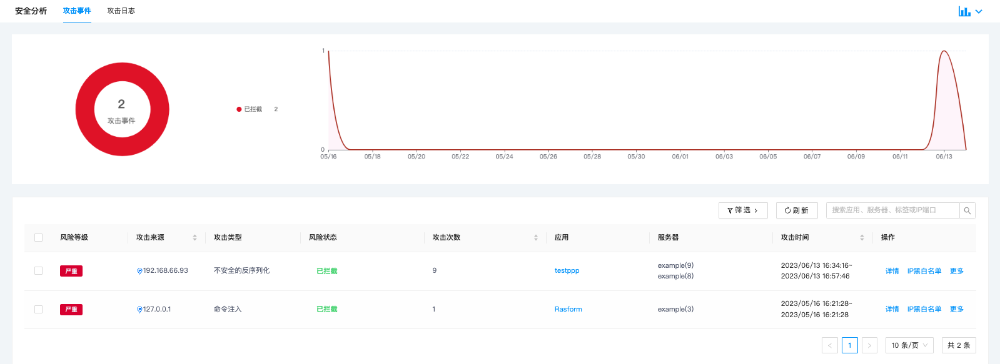 安全分析 攻击事件 攻击日志
2
攻击事件
已拦截 2
1
0
05/16 05/18 05/20 05/22 05/24 05/26 05/28 05/30 06/01 06/03 06/05 06/07 06/09 06/11 06/13
筛选 刷新 搜索应用、服务器、标签或IP端口
风险等级 攻击来源 攻击类型 风险状态 攻击次数 应用 服务器 攻击时间 操作
严重 192.168.66.93 不安全的反序列化 已拦截 9 testppp example(9) 2023/06/13 16:34:16~ 详情 IP黑白名单 更多
example(8) 2023/06/13 16:57:46
严重 127.0.0.1 命令注入 已拦截 1 Rasform example(3) 2023/05/16 16:21:28~ 详情 IP黑白名单 更多
2023/05/16 16:21:28
< 1 > 10 条/页 共 2 条